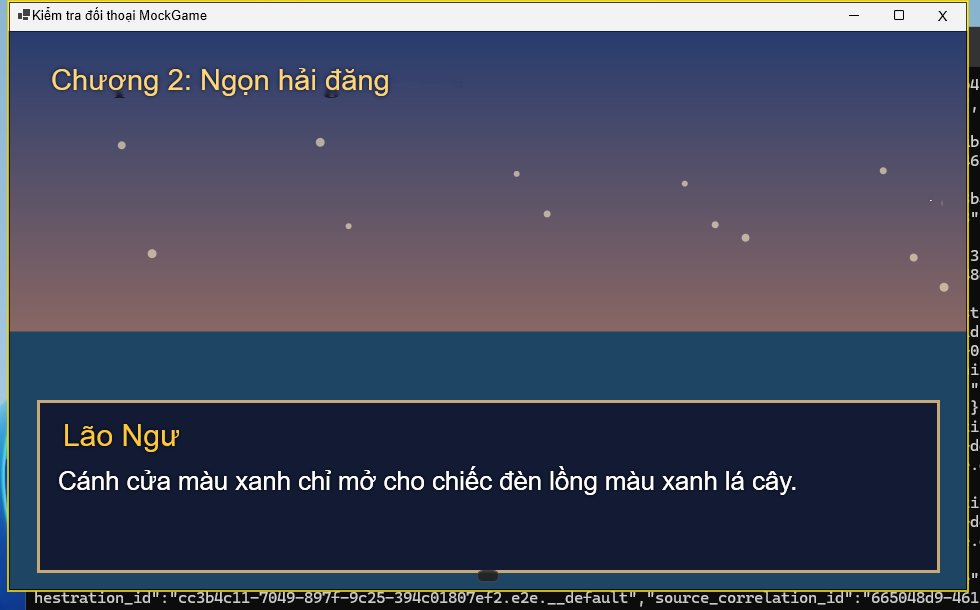 Kiểm tra đối thoại MockGame
Chương 2: Ngọn hải đăng
Lão Ngư
Cánh cửa màu xanh chỉ mở cho chiếc đèn lồng màu xanh lá cây.
hestration_id":"cc3b4c11-7049-897f-9c25-394c01807ef2.e2e.__default","source_correlation_id":"665048d9-461